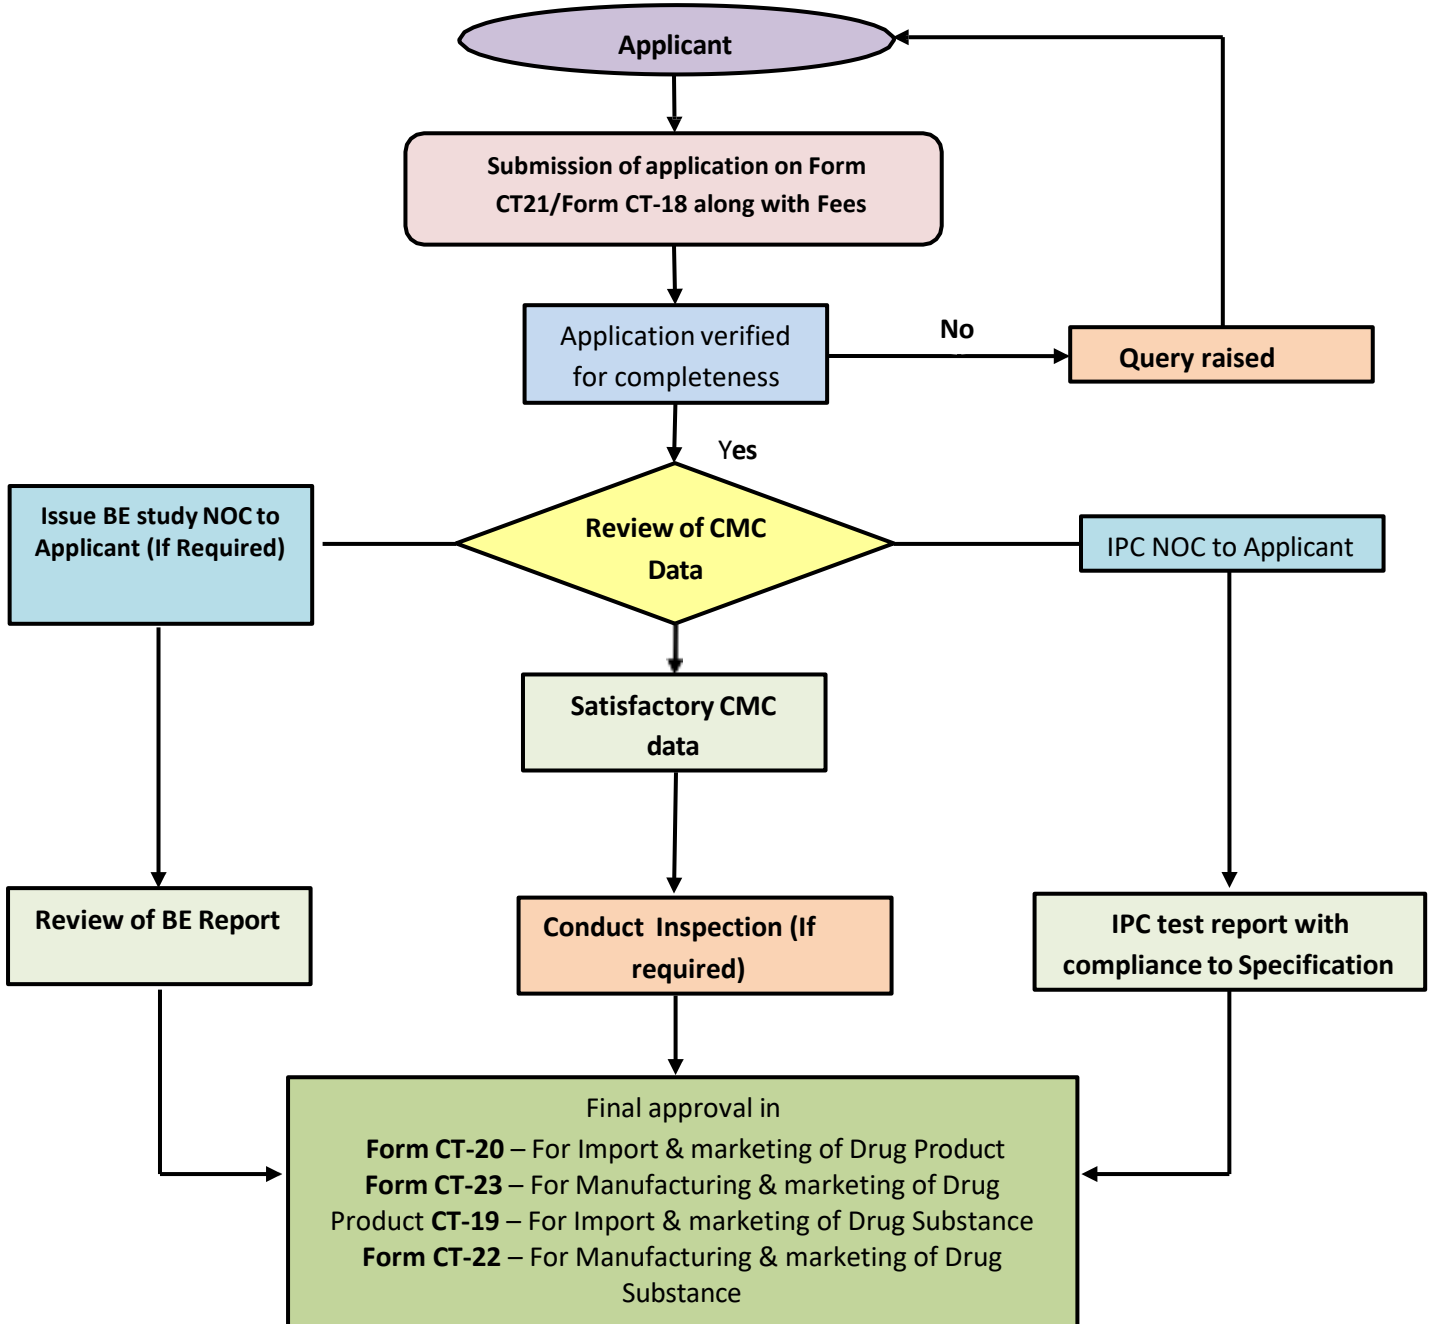 Applicant
Submission of application on Form
CT21/Form CT-18 along with Fees
Application verified
for completeness
No
Query raised
Yes
Issue BE study NOC to
Applicant (If Required)
Review of CMC
Data
IPC NOC to Applicant
Satisfactory CMC
data
Review of BE Report
Conduct Inspection (If
required)
IPC test report with
compliance to Specification
Final approval in
Form CT-20 – For Import & marketing of Drug Product
Form CT-23 – For Manufacturing & marketing of Drug
Product CT-19 – For Import & marketing of Drug Substance
Form CT-22 – For Manufacturing & marketing of Drug
Substance